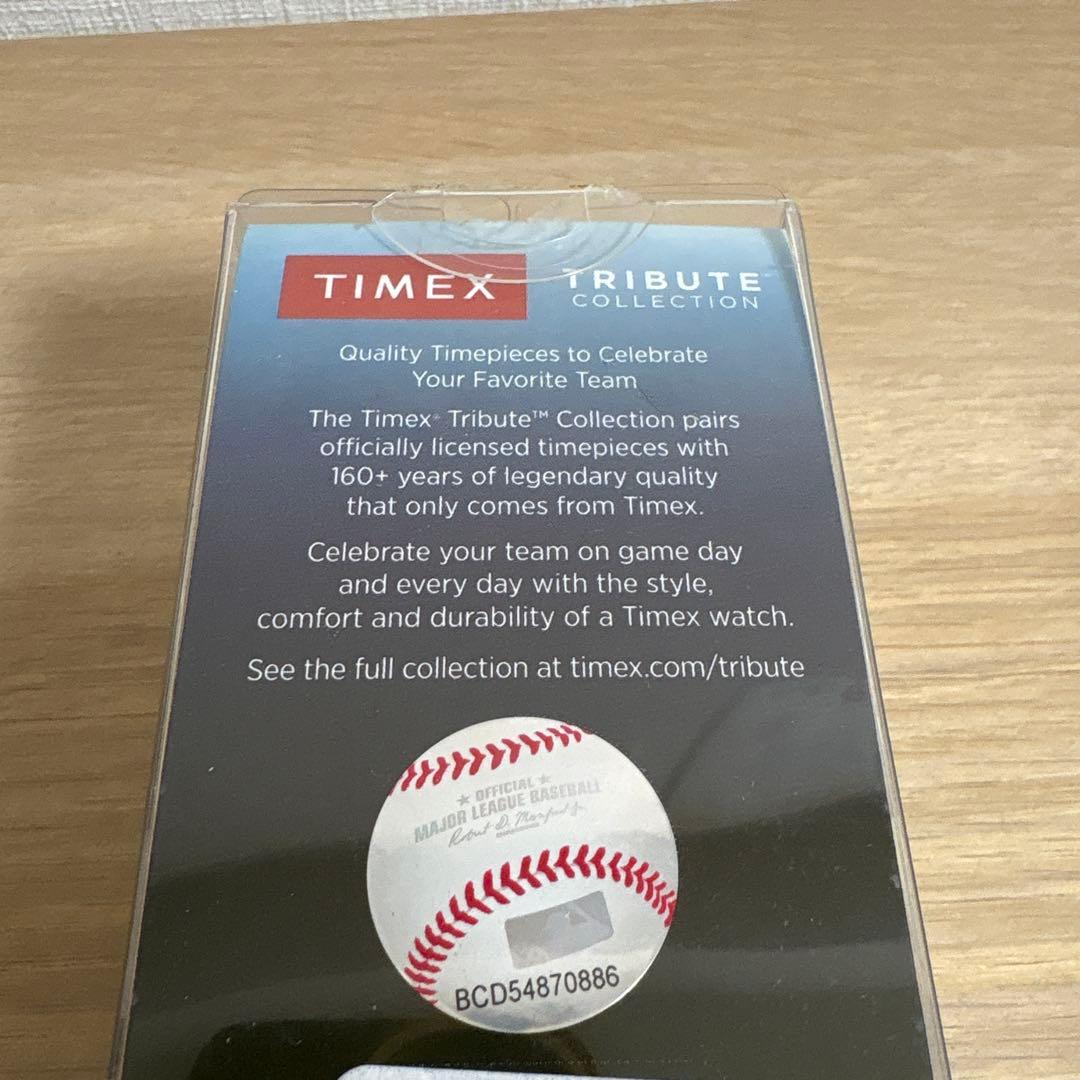 TIMEX
TRIBUTE
COLLECTION
Quality Timepieces to Celebrate
Your Favorite Team
The Timex® Tribute™ Collection pairs
officially licensed timepieces with
160+ years of legendary quality
that only comes from Timex.
Celebrate your team on game day
and every day with the style,
comfort and durability of a Timex watch.
See the full collection at timex.com/tribute
★ OFFICIAL ★
MAJOR LEAGUE BASEBALL
Robert D. Manfred Jr.
BCD54870886